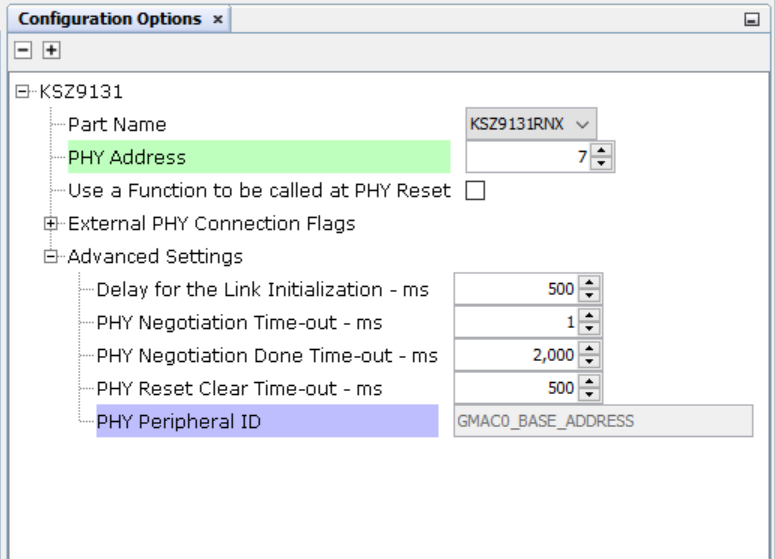 Configuration Options ×
KSZ9131
Part Name KSZ9131RNX
PHY Address 7
Use a Function to be called at PHY Reset
External PHY Connection Flags
Advanced Settings
Delay for the Link Initialization - ms 500
PHY Negotiation Time-out - ms 1
PHY Negotiation Done Time-out - ms 2,000
PHY Reset Clear Time-out - ms 500
PHY Peripheral ID GMAC0_BASE_ADDRESS